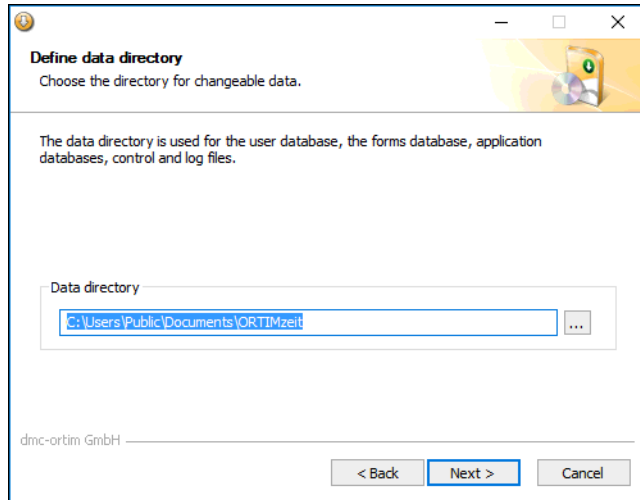 Define data directory
Choose the directory for changeable data.
The data directory is used for the user database, the forms database, application
databases, control and log files.
Data directory
C:\Users\Public\Documents\ORTIMzeit
...
dmc-ortim GmbH
< Back
Next >
Cancel